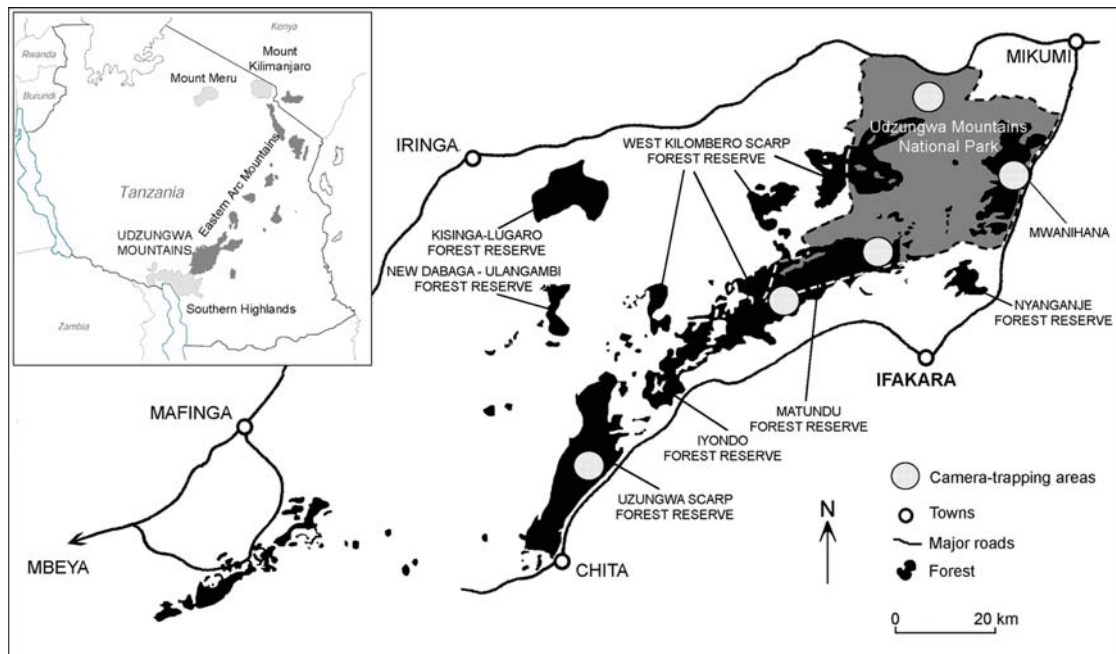 Kenya
Rwanda
Mount
Kilimanjaro
Mount Meru
Burundi
Eastern Arc Mountains
Tanzania
UDZUNGWA
MOUNTAINS
Southern Highlands
Zambia
MIKUMI
Udzungwa Mountains
National Park
WEST KILOMBERO SCARP
FOREST RESERVE
IRINGA
MWANIHANA
KISINGA-LUGARO
FOREST RESERVE
NEW DABAGA - ULANGAMBI
FOREST RESERVE
NYANGANJE
FOREST RESERVE
IFAKARA
MATUNDU
FOREST RESERVE
MAFINGA
IYONDO
FOREST RESERVE
UZUNGWA SCARP
FOREST RESERVE
MBEYA
CHITA
N
Camera-trapping areas
Towns
Major roads
Forest
0 20 km